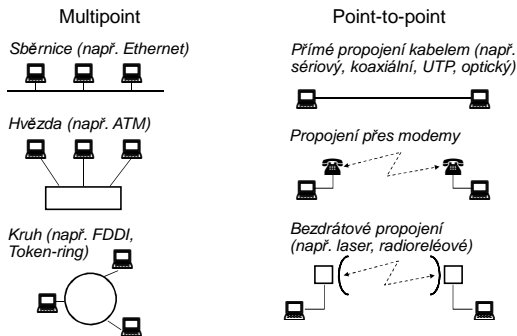 Multipoint
Sběrnice (např. Ethernet)
Hvězda (např. ATM)
Kruh (např. FDDI,
Token-ring)
Point-to-point
Přímé propojení kabelem (např.
sériový, koaxiální, UTP, optický)
Propojení přes modemy
Bezdrátové propojení
(např. laser, radioreléové)